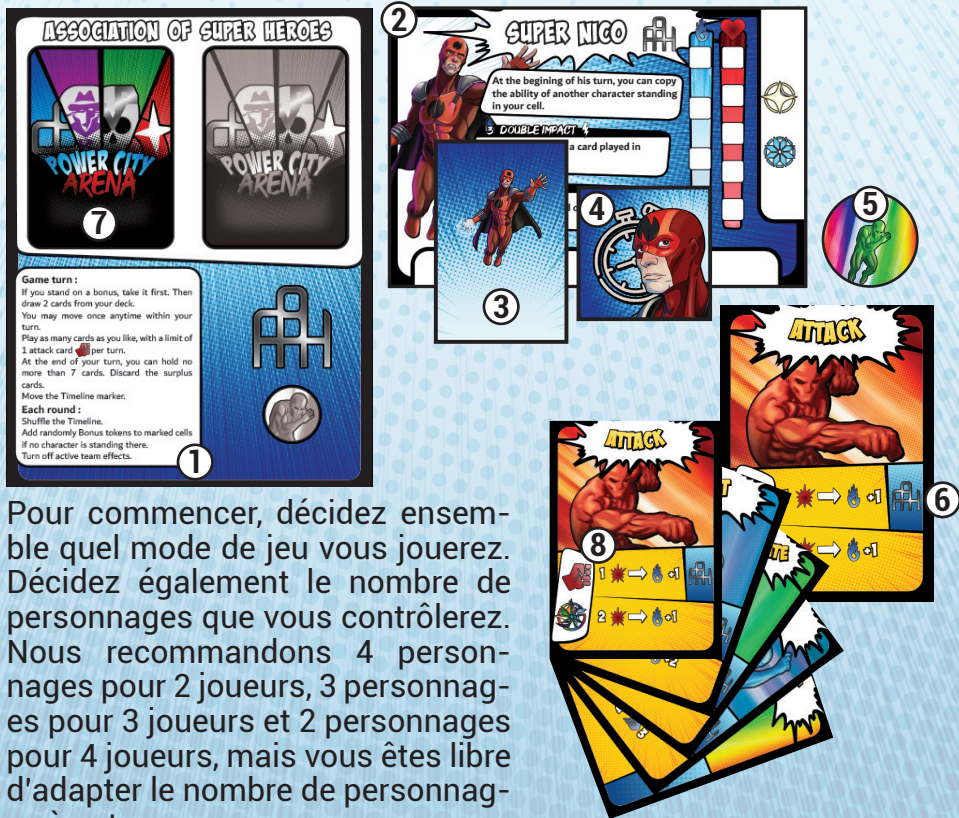 ASSOCIATION OF SUPER HEROES
POWER CITY
ARENA
POWER CITY
ARENA
7
Game turn :
If you stand on a bonus, take it first. Then
draw 2 cards from your deck.
You may move once anytime within your
turn.
Play as many cards as you like, with a limit of
1 attack card per turn.
At the end of your turn, you can hold no
more than 7 cards. Discard the surplus
cards.
Move the Timeline marker.
Each round :
Shuffle the Timeline.
Add randomly Bonus tokens to marked cells
if no character is standing there.
Turn off active team effects.
1
2
SUPER NICO
At the begining of his turn, you can copy
the ability of another character standing
in your cell.
3 DOUBLE IMPACT
a card played in
3
4
5
ATTACK
+1
+1
6
ATTACK
8
1 +1
2 +1
Pour commencer, décidez ensem-
ble quel mode de jeu vous jouerez.
Décidez également le nombre de
personnages que vous contrôlerez.
Nous recommandons 4 person-
nages pour 2 joueurs, 3 personnag-
es pour 3 joueurs et 2 personnages
pour 4 joueurs, mais vous êtes libre
d'adapter le nombre de personnag-